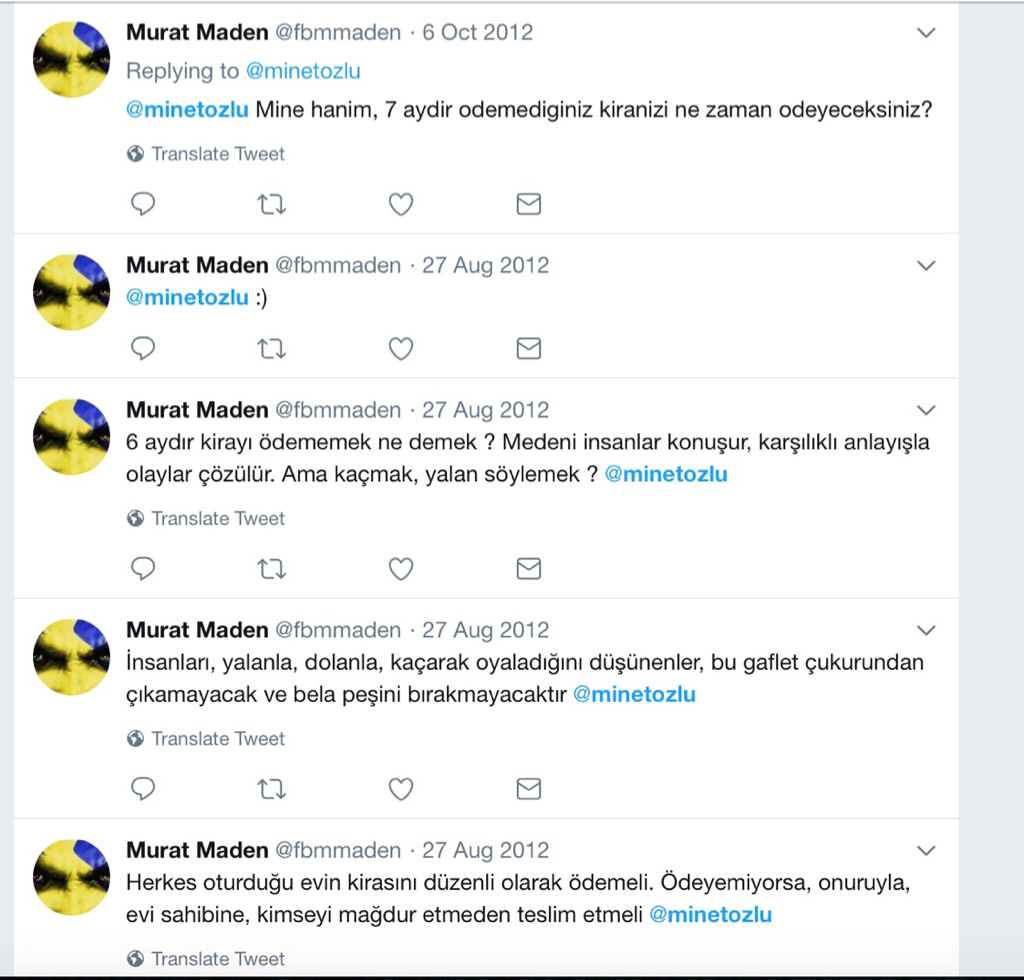 Murat Maden @fbmmaden · 6 Oct 2012
Replying to @minetozlu
@minetozlu Mine hanim, 7 aydir odemediginiz kiranizi ne zaman odeyeceksiniz?
Translate Tweet
Murat Maden @fbmmaden · 27 Aug 2012
@minetozlu :)
Murat Maden @fbmmaden · 27 Aug 2012
6 aydır kirayı ödememek ne demek ? Medeni insanlar konuşur, karşılıklı anlayışla
olaylar çözülür. Ama kaçmak, yalan söylemek ? @minetozlu
Translate Tweet
Murat Maden @fbmmaden · 27 Aug 2012
İnsanları, yalanla, dolanla, kaçarak oyaladığını düşünenler, bu gaflet çukurundan
çıkamayacak ve bela peşini bırakmayacaktır @minetozlu
Translate Tweet
Murat Maden @fbmmaden · 27 Aug 2012
Herkes oturduğu evin kirasını düzenli olarak ödemeli. Ödeyemiyorsa, onuruyla,
evi sahibine, kimseyi mağdur etmeden teslim etmeli @minetozlu
Translate Tweet